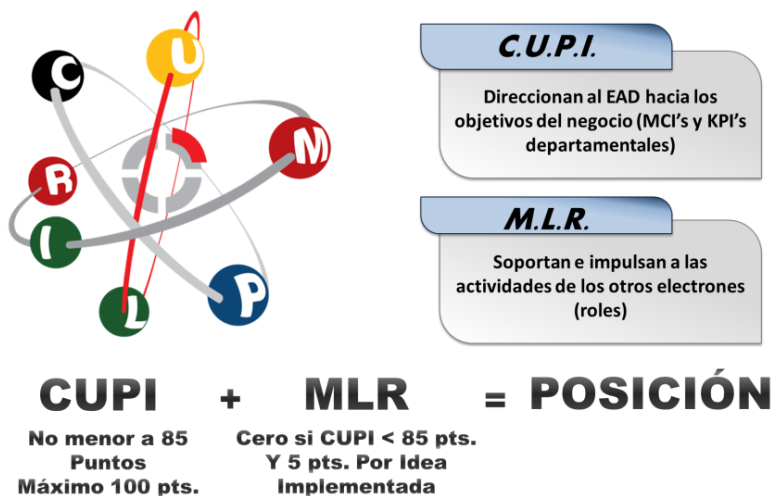 C
U
M
R
I
L
P
C.U.P.I.
Direccionan al EAD hacia los
objetivos del negocio (MCI’s y KPI’s
departamentales)
M.L.R.
Soportan e impulsan a las
actividades de los otros electrones
(roles)
CUPI + MLR = POSICIÓN
No menor a 85
Puntos
Máximo 100 pts.
Cero si CUPI < 85 pts.
Y 5 pts. Por Idea
Implementada